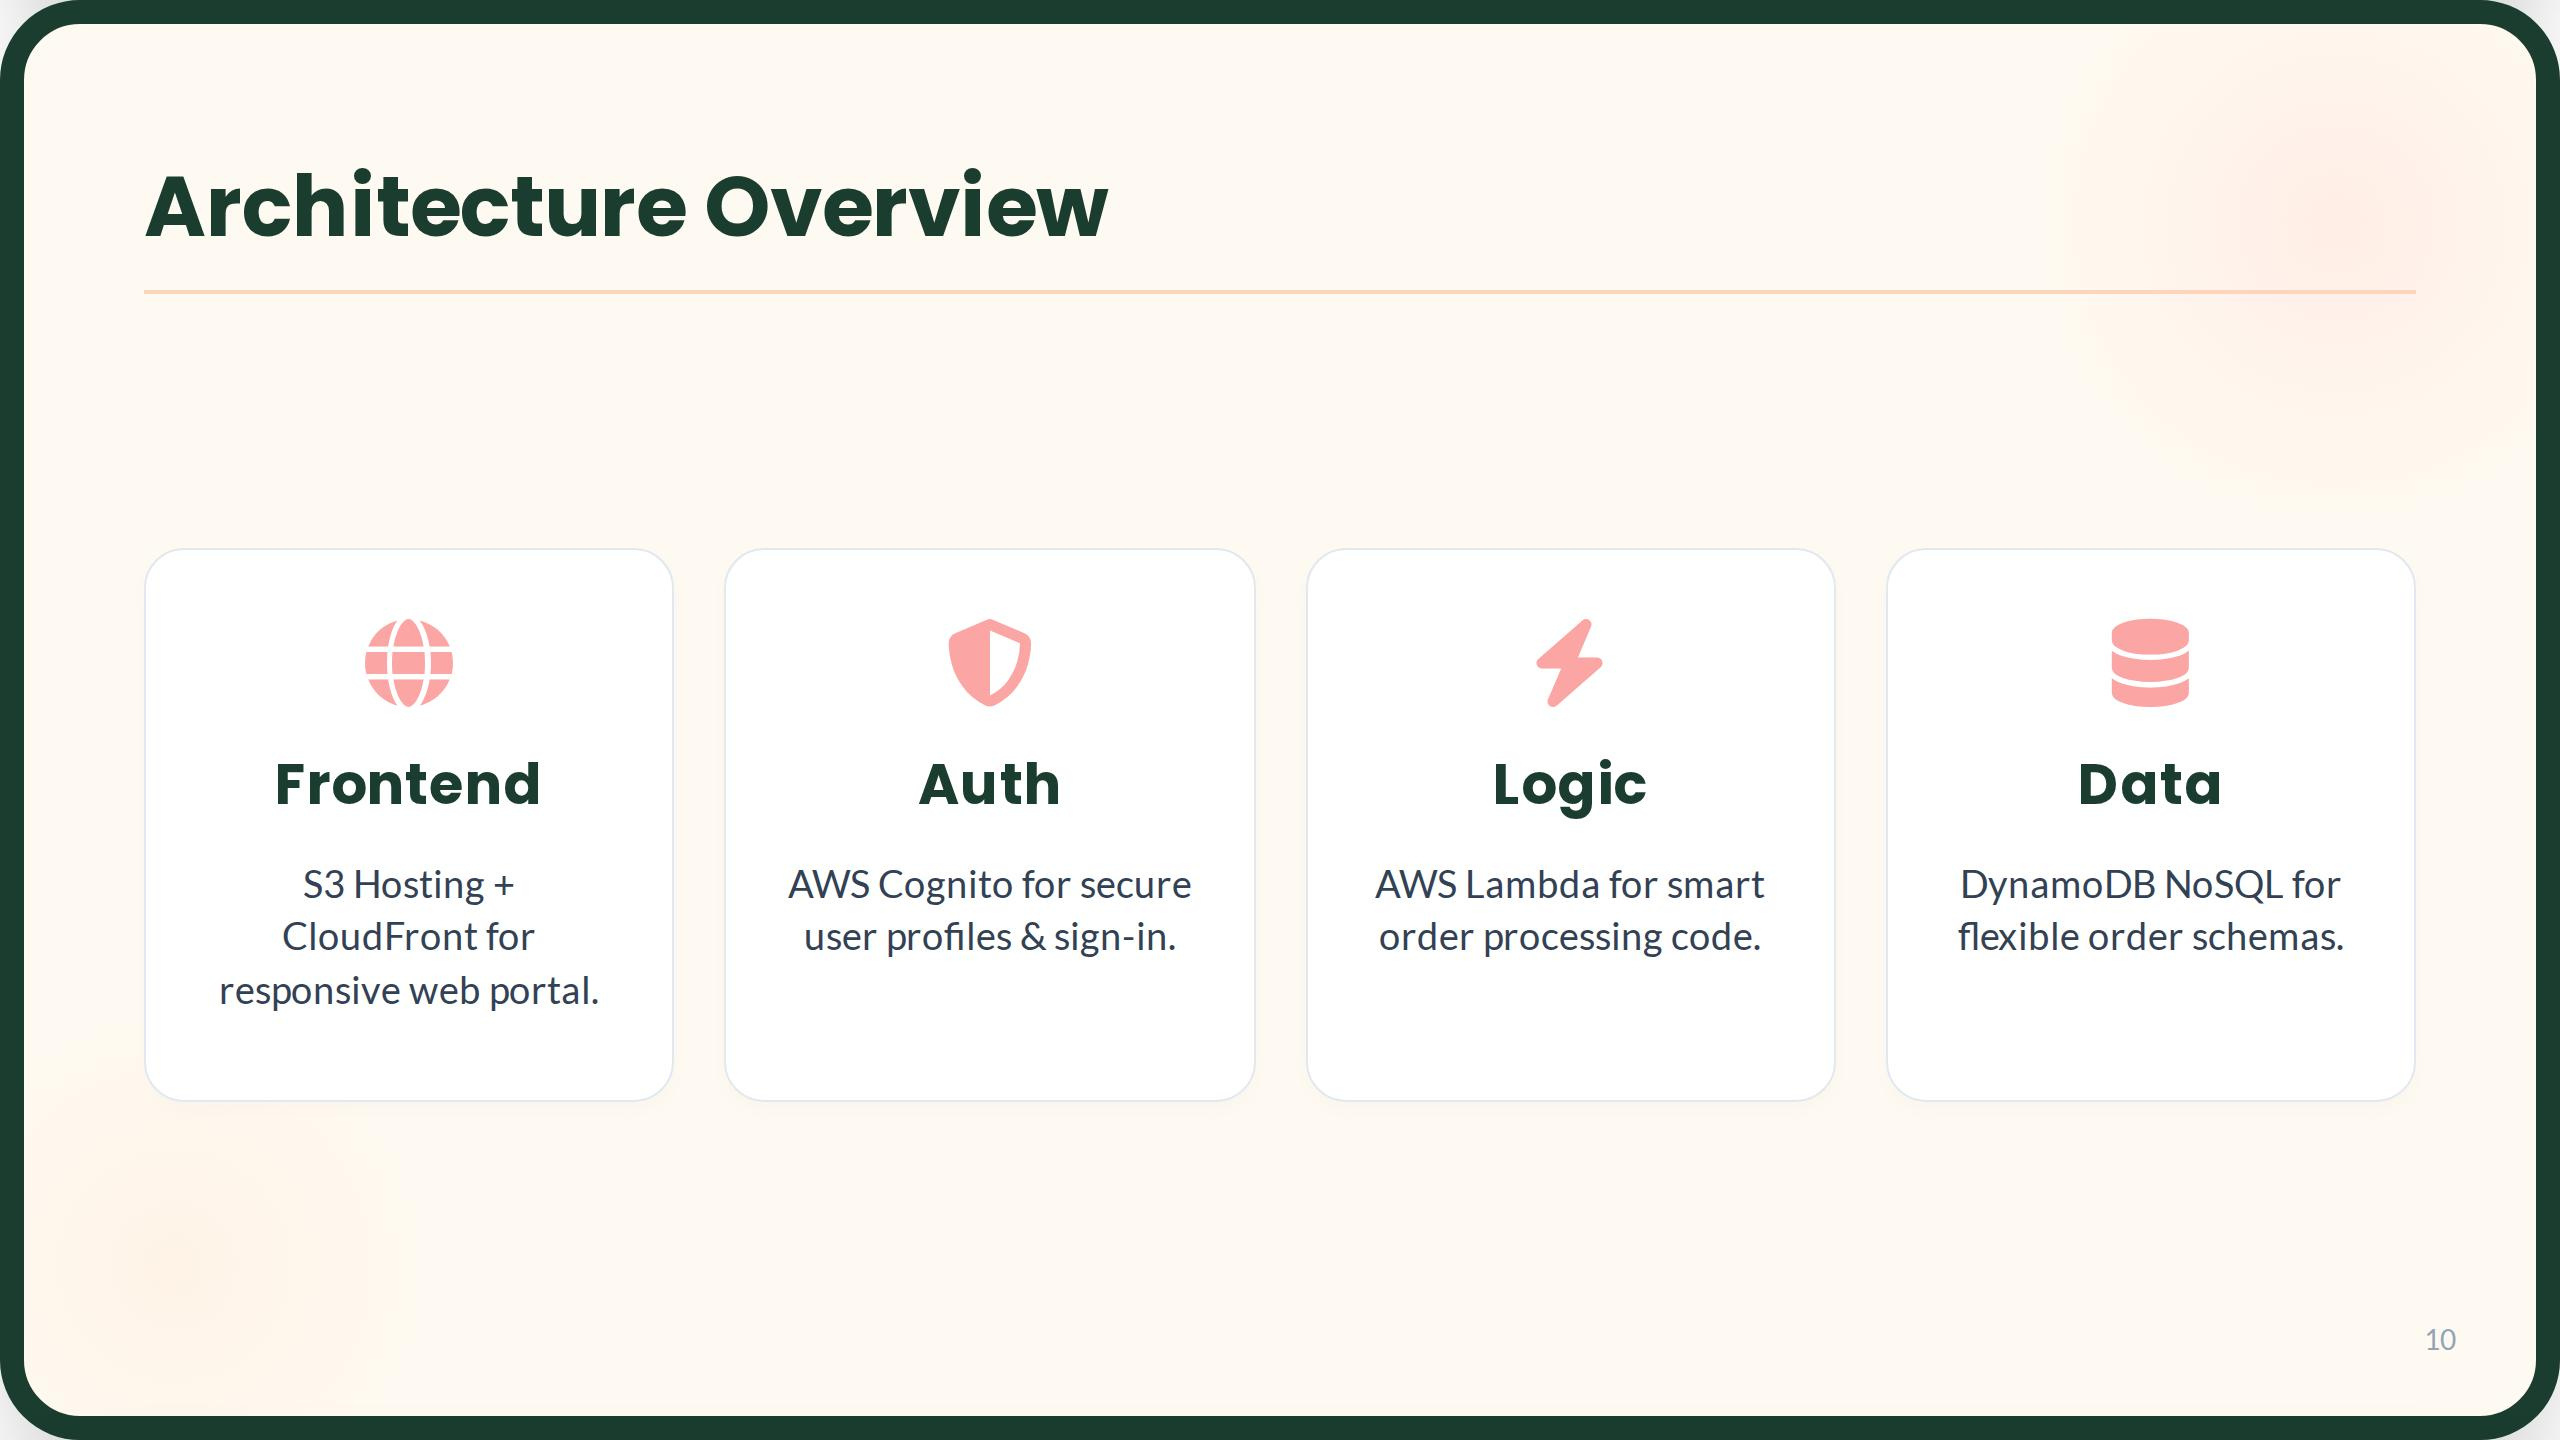 Architecture Overview
Frontend
S3 Hosting +
CloudFront for
responsive web portal.
Auth
AWS Cognito for secure
user profiles & sign-in.
Logic
AWS Lambda for smart
order processing code.
Data
DynamoDB NoSQL for
flexible order schemas.
10